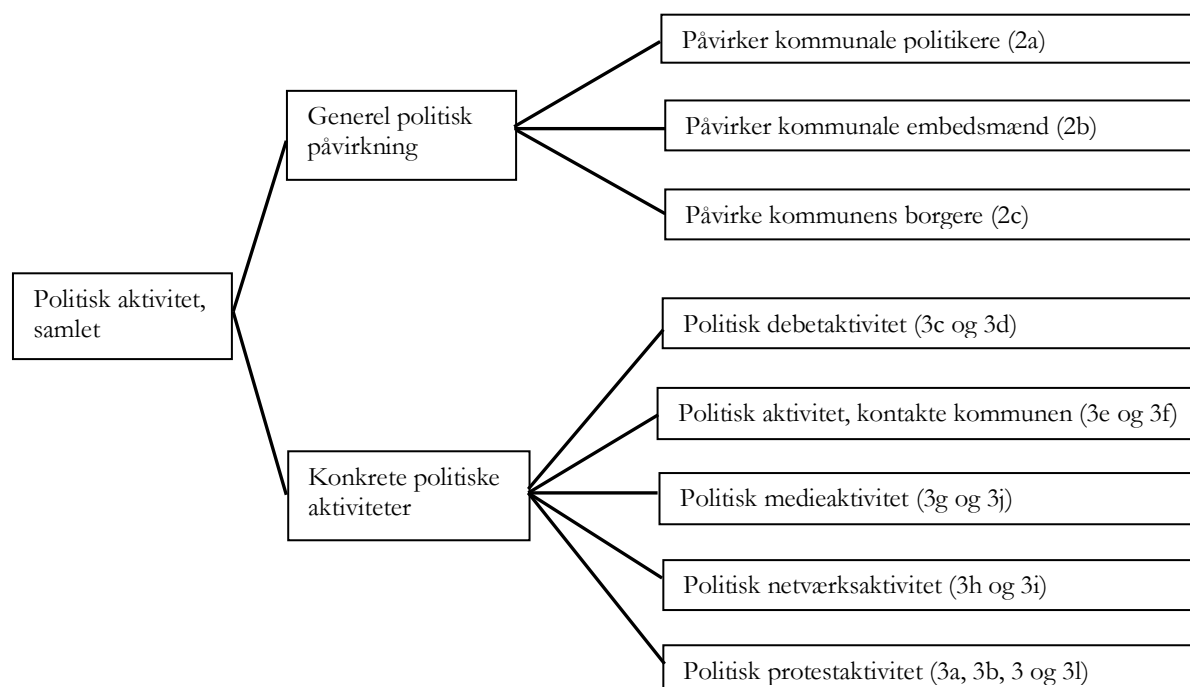 Påvirker kommunale politikere (2a)
Generel politisk
påvirkning
Påvirker kommunale embedsmænd (2b)
Påvirke kommunens borgere (2c)
Politisk aktivitet,
samlet
Politisk debetaktivitet (3c og 3d)
Politisk aktivitet, kontakte kommunen (3e og 3f)
Konkrete politiske
aktiviteter
Politisk medieaktivitet (3g og 3j)
Politisk netværksaktivitet (3h og 3i)
Politisk protestaktivitet (3a, 3b, 3 og 3l)